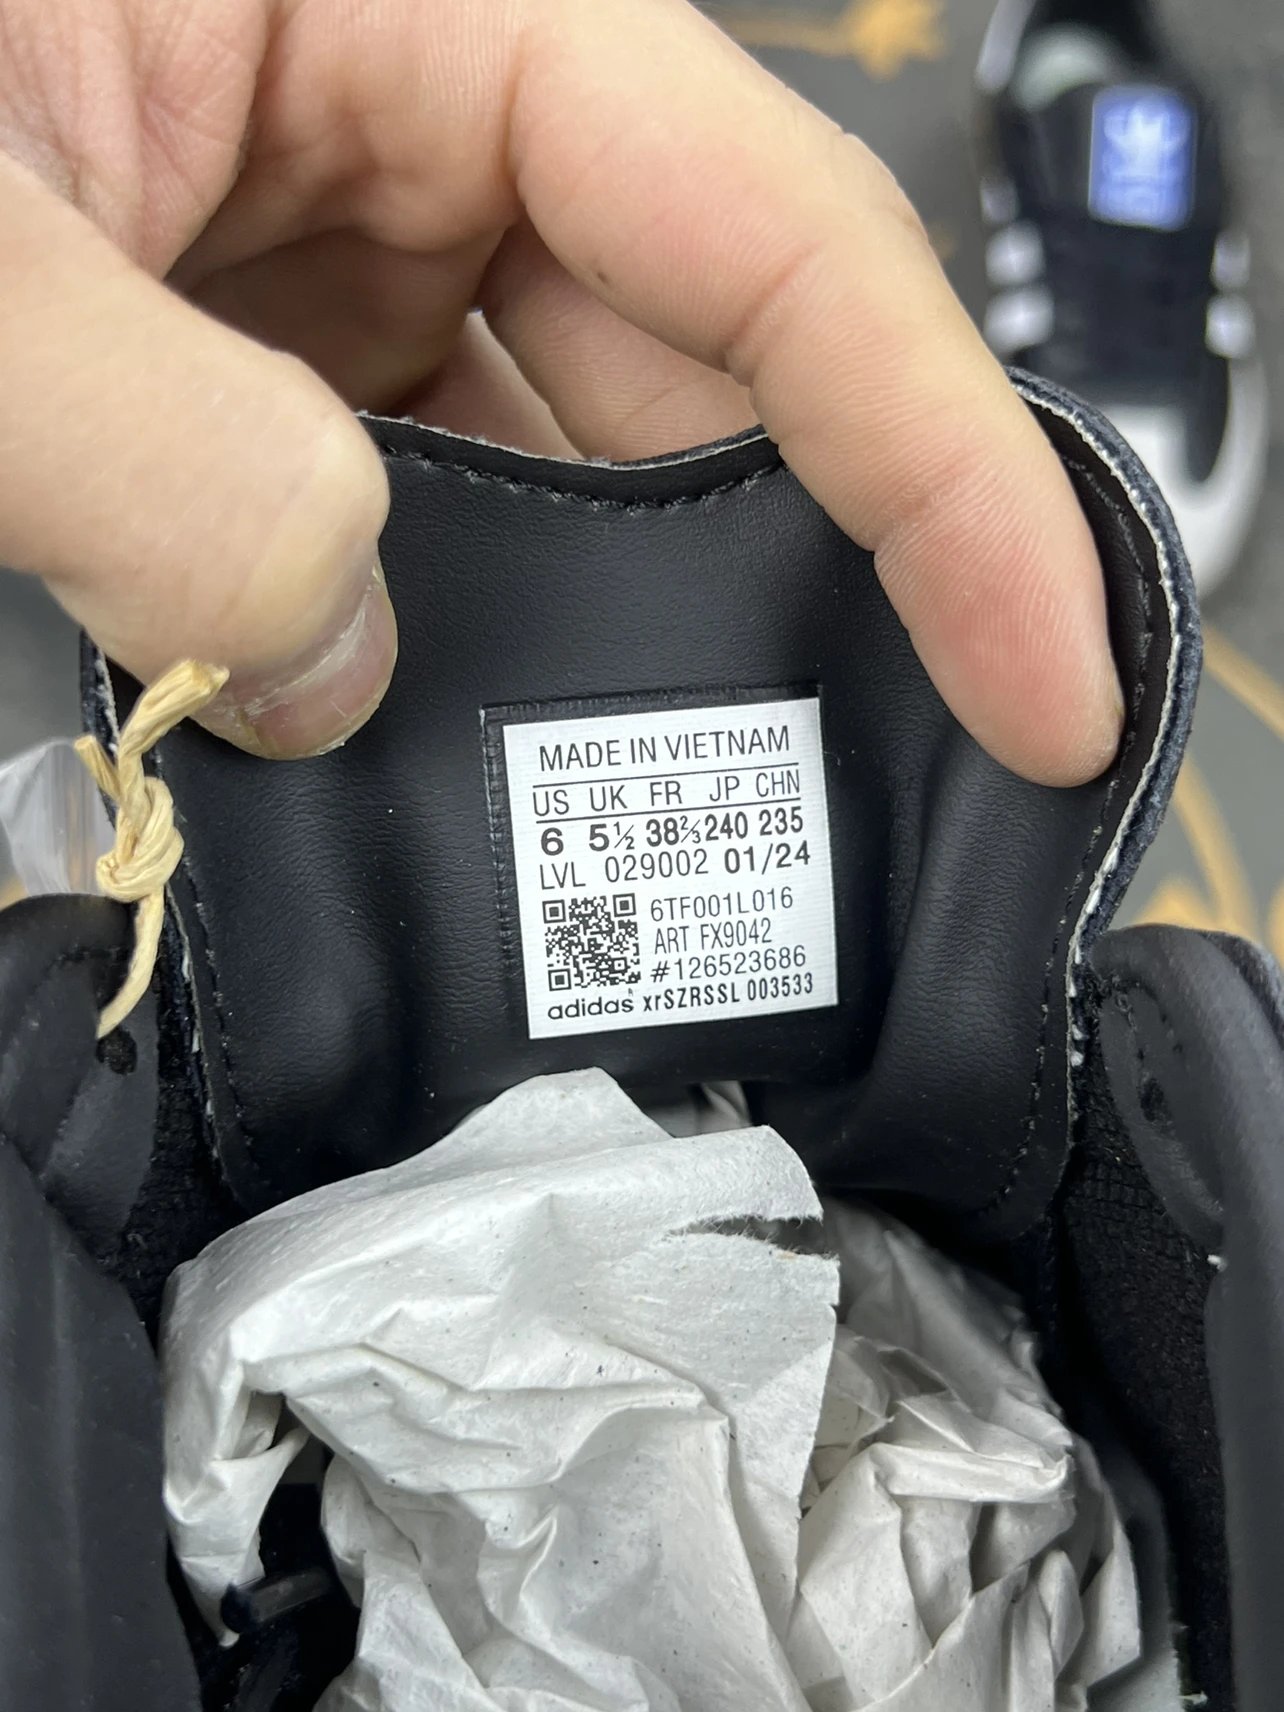 MADE IN VIETNAM
US UK FR JP CHN
6 5½ 38⅔ 240 235
LVL 029002 01/24
6TF001L016
ART FX9042
#126523686
adidas xrSZRSSL 003533